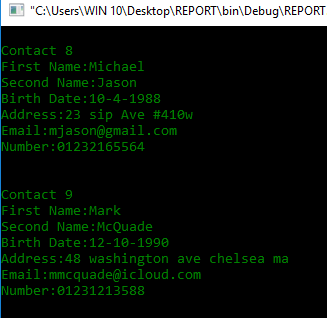 "C:\Users\WIN 10\Desktop\REPORT\bin\Debug\REPORT
Contact 8
First Name:Michael
Second Name:Jason
Birth Date:10-4-1988
Address:23 sip Ave #410w
Email:mjason@gmail.com
Number:01232165564
Contact 9
First Name:Mark
Second Name:McQuade
Birth Date:12-10-1990
Address:48 washington ave chelsea ma
Email:mmcquade@icloud.com
Number:01231213588